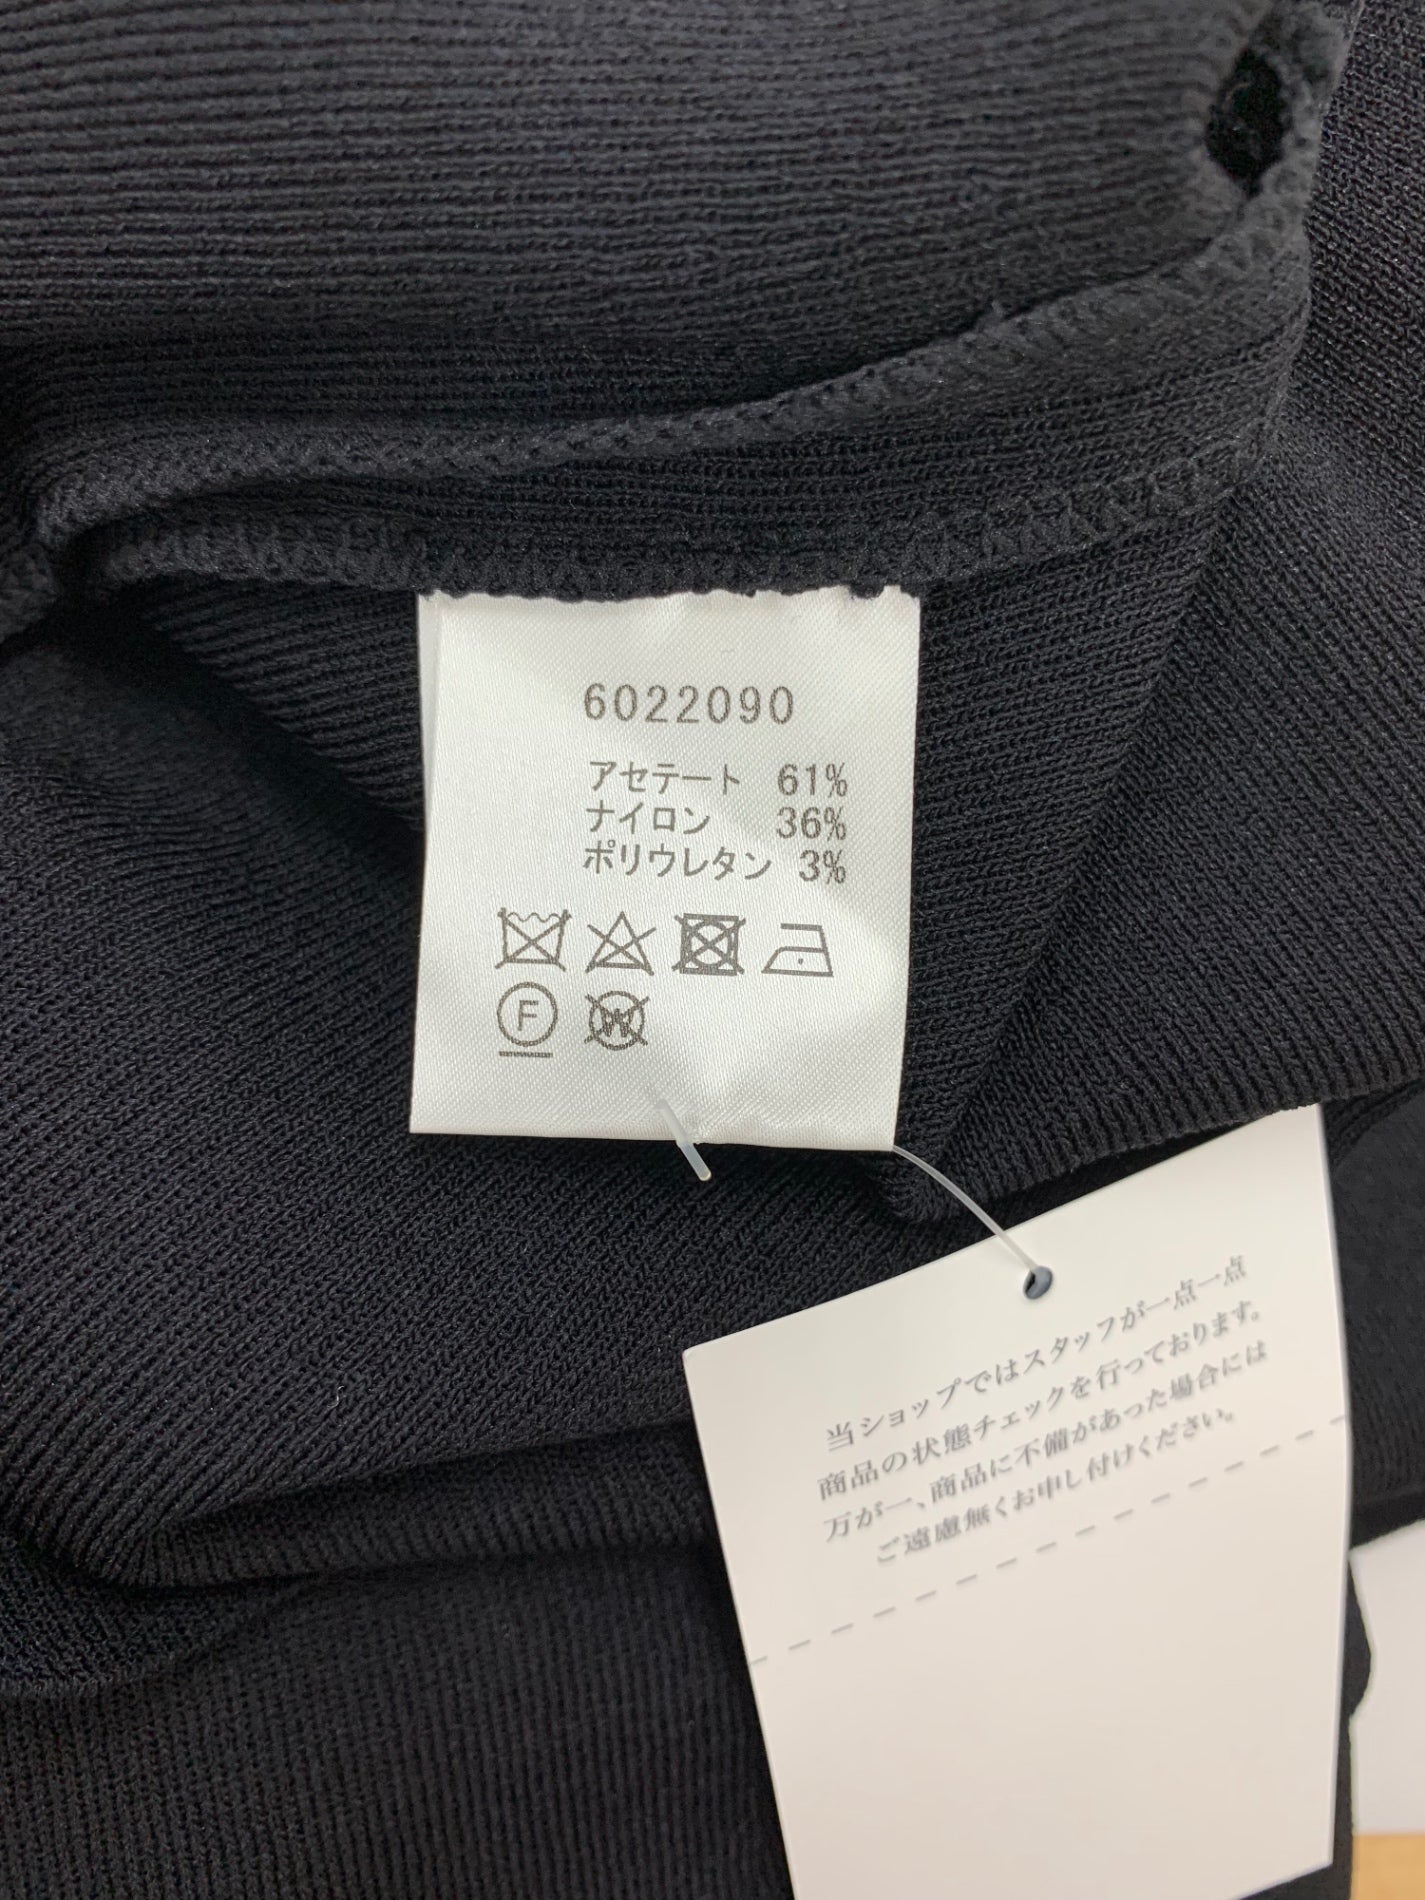 6022090
アセテート 61%
ナイロン 36%
ポリウレタン 3%
F
W
当ショップではスタッフが一点一点
商品の状態チェックを行っております。
万が一、商品に不備があった場合には
ご遠慮無くお申し付けください。